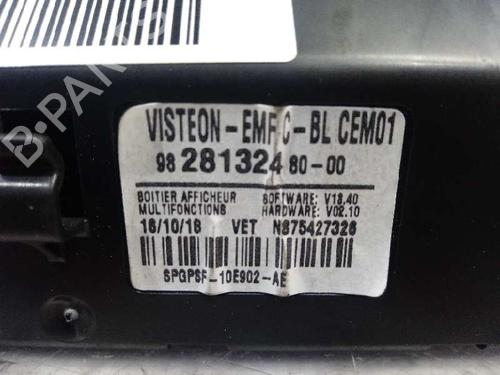 VISTEON-EMF C-BL CEM01
98 281324 80-00
BOITIER AFFICHEUR SOFTWARE: V18.40
MULTIFONCTIONS HARDWARE: V02.10
16/10/18 VET N875427326
SPGPSF-10E902-AE